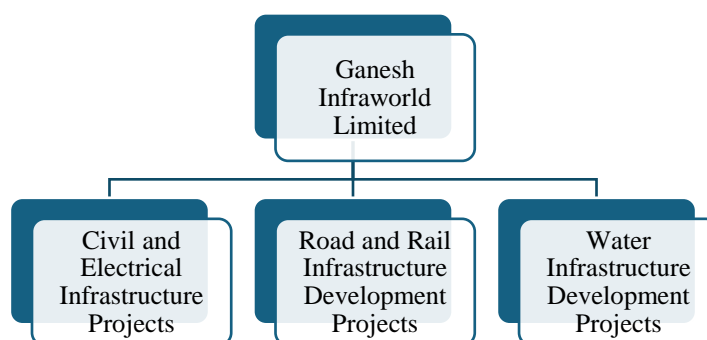 Ganesh
Infraworld
Limited
Civil and
Electrical
Infrastructure
Projects
Road and Rail
Infrastructure
Development
Projects
Water
Infrastructure
Development
Projects